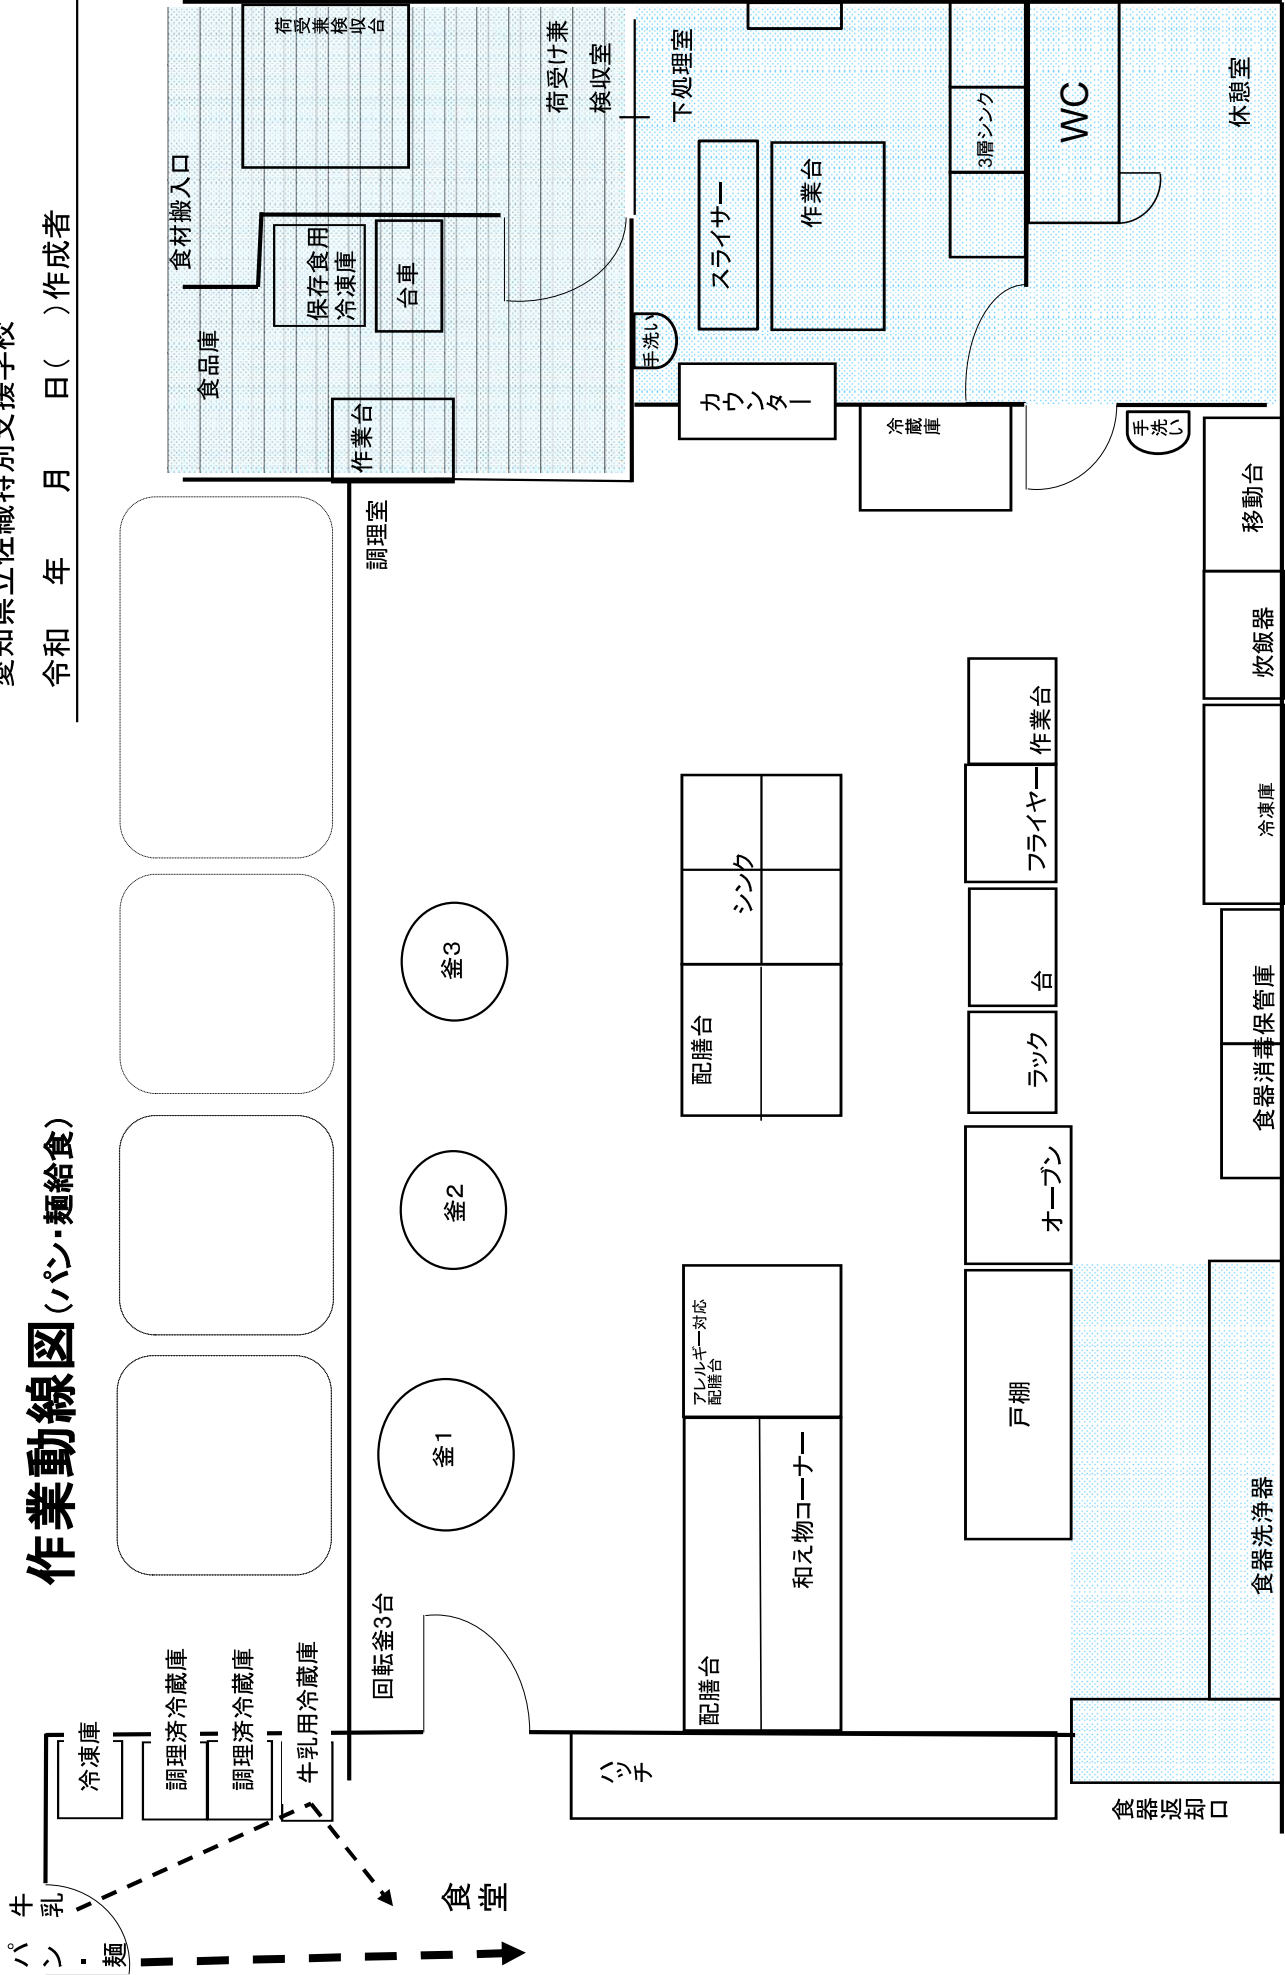 作業動線図(パン・麺給食)
愛知県立佐織特別支援学校
令和　年　月　日(　)作成者
パン・麺
牛乳
冷凍庫
調理済冷蔵庫
調理済冷蔵庫
牛乳用冷蔵庫
食堂
回転釜3台
釜1
釜2
釜3
調理室
食品庫
食材搬入口
荷受兼検収台
保存食用
冷凍庫
台車
作業台
荷受け兼
検収室
下処理室
手洗い
スライサー
作業台
3層シンク
WC
休憩室
カウンター
冷蔵庫
手洗い
ハッチ
配膳台
和え物コーナー
アレルギー対応
配膳台
配膳台
シンク
戸棚
オーブン
ラック
台
フライヤー
作業台
移動台
炊飯器
冷凍庫
食器消毒保管庫
食器洗浄器
食器返却口